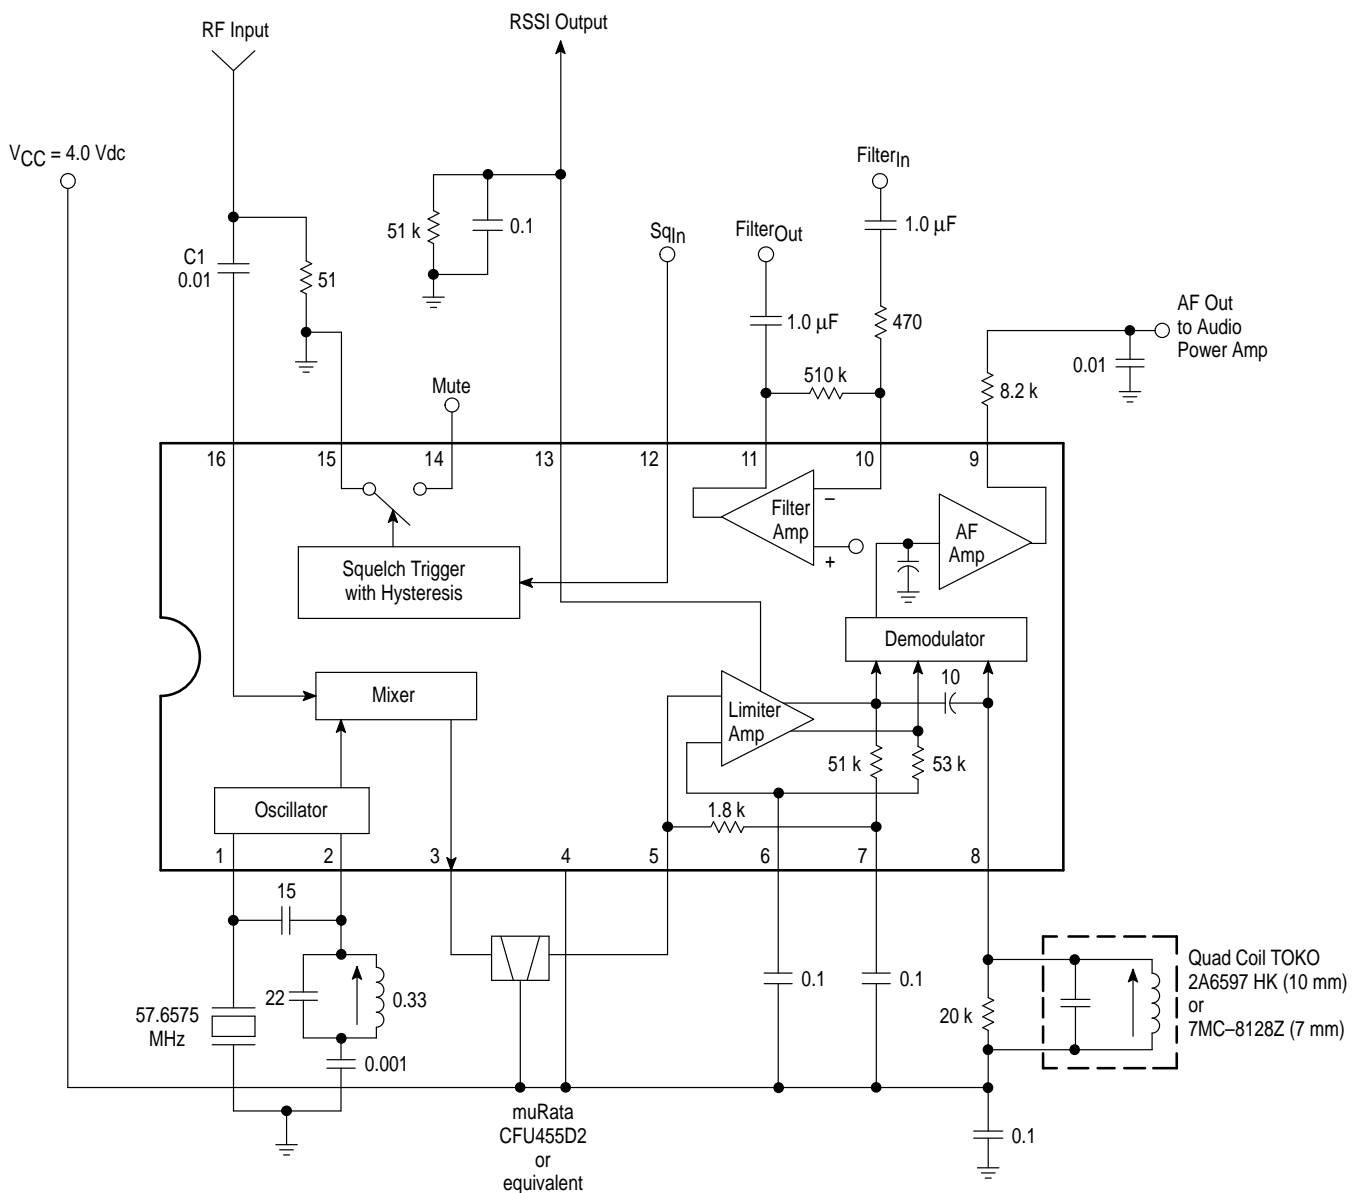 RF Input
RSSI Output
VCC = 4.0 Vdc
FilterIn
1.0 µF
51 k
0.1
SqIn
FilterOut
C1
0.01
51
1.0 µF
470
AF Out
to Audio
Power Amp
0.01
510 k
8.2 k
Mute
16
15
14
13
12
11
10
9
–
Filter
Amp
+
AF
Amp
Squelch Trigger
with Hysteresis
Demodulator
10
Mixer
Limiter
Amp
51 k
53 k
Oscillator
1.8 k
1
2
3
4
5
6
7
8
15
22
0.33
57.6575
MHz
0.001
0.1
0.1
20 k
Quad Coil TOKO
2A6597 HK (10 mm)
or
7MC–8128Z (7 mm)
muRata
CFU455D2
or
equivalent
0.1